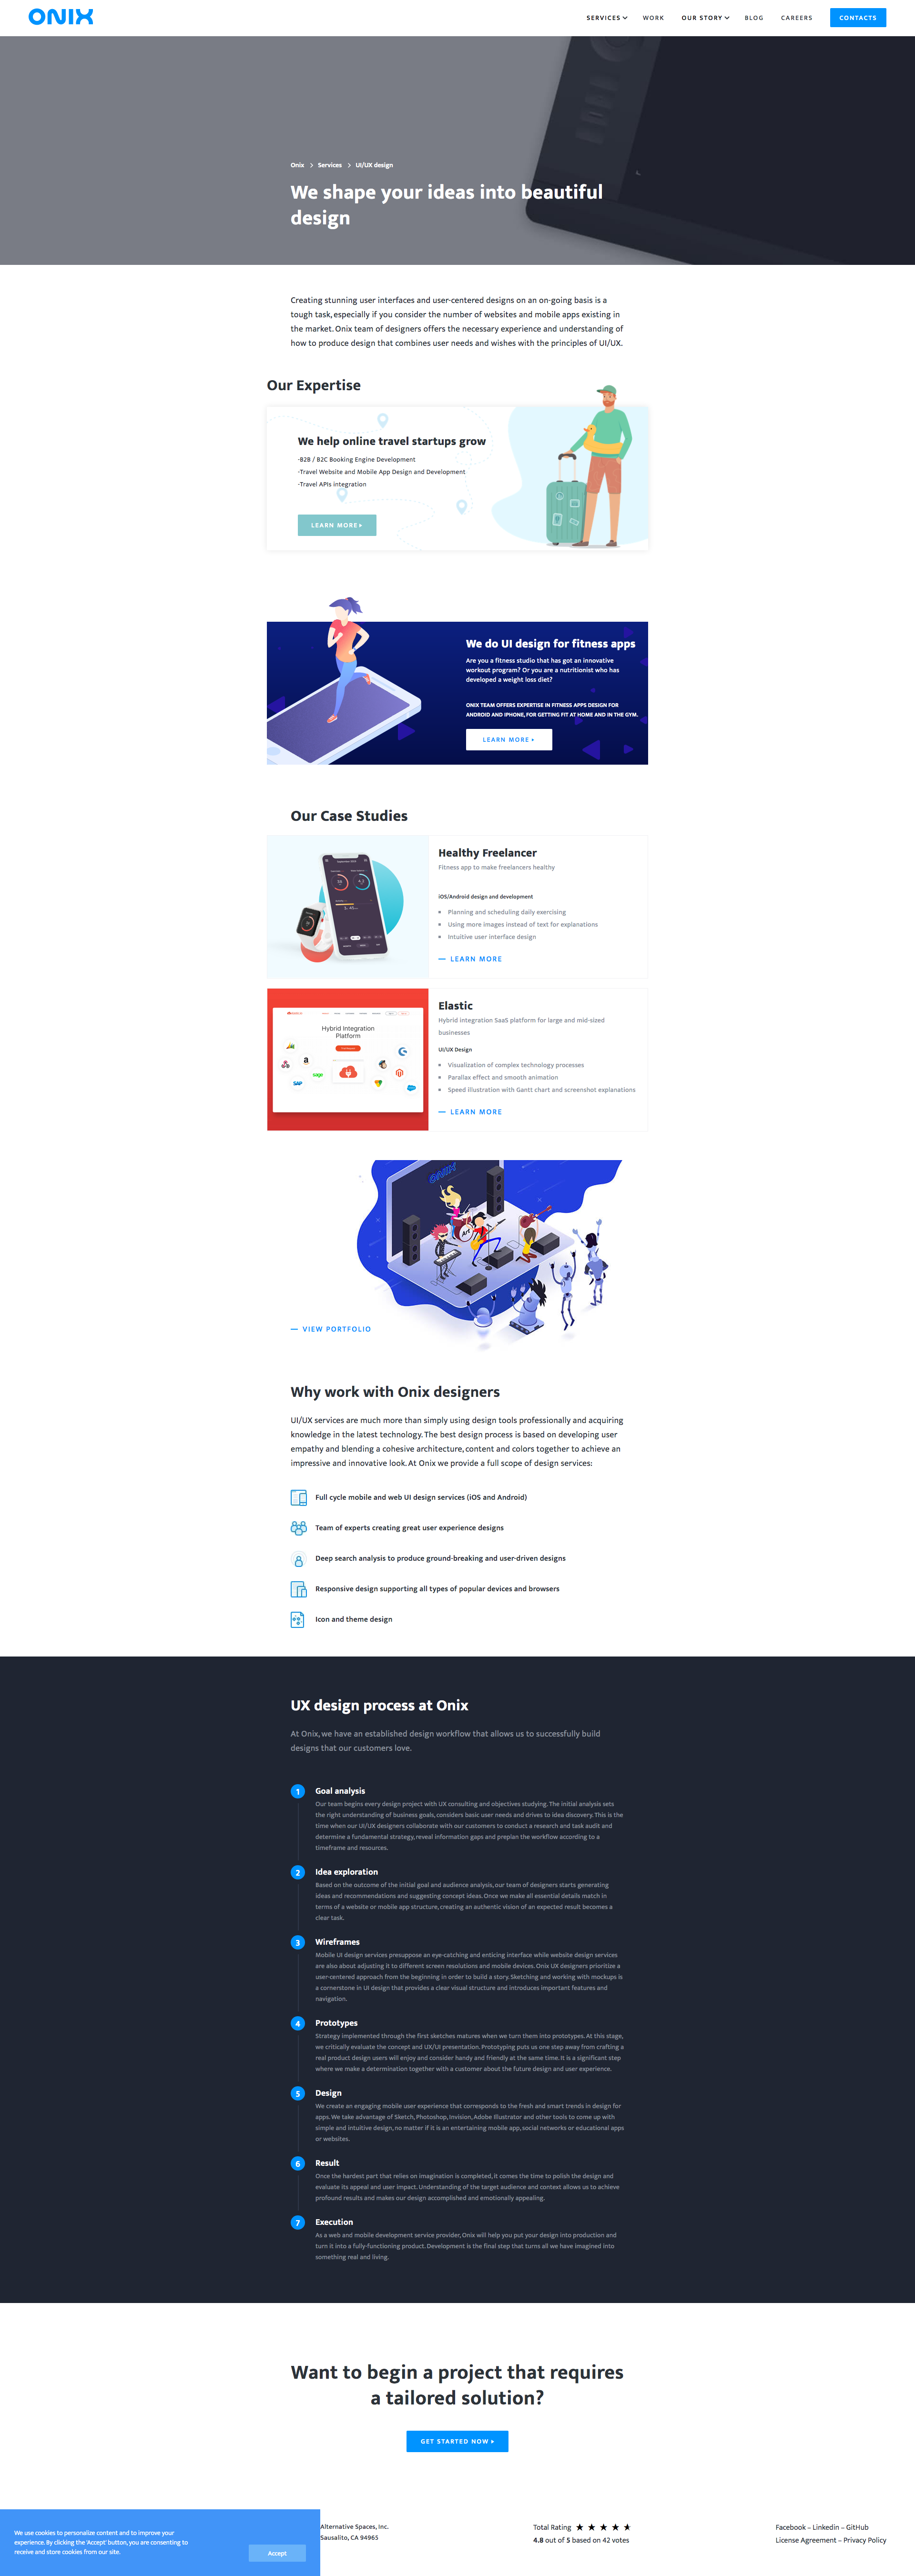 ONIX
SERVICES WORK OUR STORY BLOG CAREERS CONTACTS
Onix > Services > UI/UX design
We shape your ideas into beautiful
design
Creating stunning user interfaces and user-centered designs on an on-going basis is a
tough task, especially if you consider the number of websites and mobile apps existing in
the market. Onix team of designers offers the necessary experience and understanding of
how to produce design that combines user needs and wishes with the principles of UI/UX.
Our Expertise
We help online travel startups grow
-B2B / B2C Booking Engine Development
-Travel Website and Mobile App Design and Development
-Travel APIs integration
LEARN MORE
We do UI design for fitness apps
Are you a fitness studio that has got an innovative
workout program? Or you are a nutritionist who has
developed a weight loss diet?
ONIX TEAM OFFERS EXPERTISE IN FITNESS APPS DESIGN FOR
ANDROID AND IPHONE, FOR GETTING FIT AT HOME AND IN THE GYM.
LEARN MORE
Our Case Studies
Healthy Freelancer
Fitness app to make freelancers healthy
iOS/Android design and development
Planning and scheduling daily exercising
Using more images instead of text for explanations
Intuitive user interface design
LEARN MORE
Hybrid Integration
Platform
Elastic
Hybrid integration SaaS platform for large and mid-sized
businesses
UI/UX Design
Visualization of complex technology processes
Parallax effect and smooth animation
Speed illustration with Gantt chart and screenshot explanations
LEARN MORE
ONIX
Art
VIEW PORTFOLIO
Why work with Onix designers
UI/UX services are much more than simply using design tools professionally and acquiring
knowledge in the latest technology. The best design process is based on developing user
empathy and blending a cohesive architecture, content and colors together to achieve an
impressive and innovative look. At Onix we provide a full scope of design services:
Full cycle mobile and web UI design services (iOS and Android)
Team of experts creating great user experience designs
Deep search analysis to produce ground-breaking and user-driven designs
Responsive design supporting all types of popular devices and browsers
Icon and theme design
UX design process at Onix
At Onix, we have an established design workflow that allows us to successfully build
designs that our customers love.
1 Goal analysis
Our team begins every design project with UX consulting and objectives studying. The initial analysis sets
the right understanding of business goals, considers basic user needs and drives to idea discovery. This is the
time when our UI/UX designers collaborate with our customers to conduct a research and task audit and
determine a fundamental strategy, reveal information gaps and preplan the workflow according to a
timeframe and resources.
2 Idea exploration
Based on the outcome of the initial goal and audience analysis, our team of designers starts generating
ideas and recommendations and suggesting concept ideas. Once we make all essential details match in
terms of a website or mobile app structure, creating an authentic vision of an expected result becomes a
clear task.
3 Wireframes
Mobile UI design services presuppose an eye-catching and enticing interface while website design services
are also about adjusting it to different screen resolutions and mobile devices. Onix UX designers prioritize a
user-centered approach from the beginning in order to build a story. Sketching and working with mockups is
a cornerstone in UI design that provides a clear visual structure and introduces important features and
navigation.
4 Prototypes
Strategy implemented through the first sketches matures when we turn them into prototypes. At this stage,
we critically evaluate the concept and UX/UI presentation. Prototyping puts us one step away from crafting a
real product design users will enjoy and consider handy and friendly at the same time. It is a significant step
where we make a determination together with a customer about the future design and user experience.
5 Design
We create an engaging mobile user experience that corresponds to the fresh and smart trends in design for
apps. We take advantage of Sketch, Photoshop, Invision, Adobe Illustrator and other tools to come up with
simple and intuitive design, no matter if it is an entertaining mobile app, social networks or educational apps
or websites.
6 Result
Once the hardest part that relies on imagination is completed, it comes the time to polish the design and
evaluate its appeal and user impact. Understanding of the target audience and context allows us to achieve
profound results and makes our design accomplished and emotionally appealing.
7 Execution
As a web and mobile development service provider, Onix will help you put your design into production and
turn it into a fully-functioning product. Development is the final step that turns all we have imagined into
something real and living.
Want to begin a project that requires
a tailored solution?
GET STARTED NOW
We use cookies to personalize content and to improve your
experience. By clicking the 'Accept' button, you are consenting to
receive and store cookies from our site.
Accept
Alternative Spaces, Inc.
Sausalito, CA 94965
Total Rating
4.8 out of 5 based on 42 votes
Facebook – Linkedin – GitHub
License Agreement – Privacy Policy